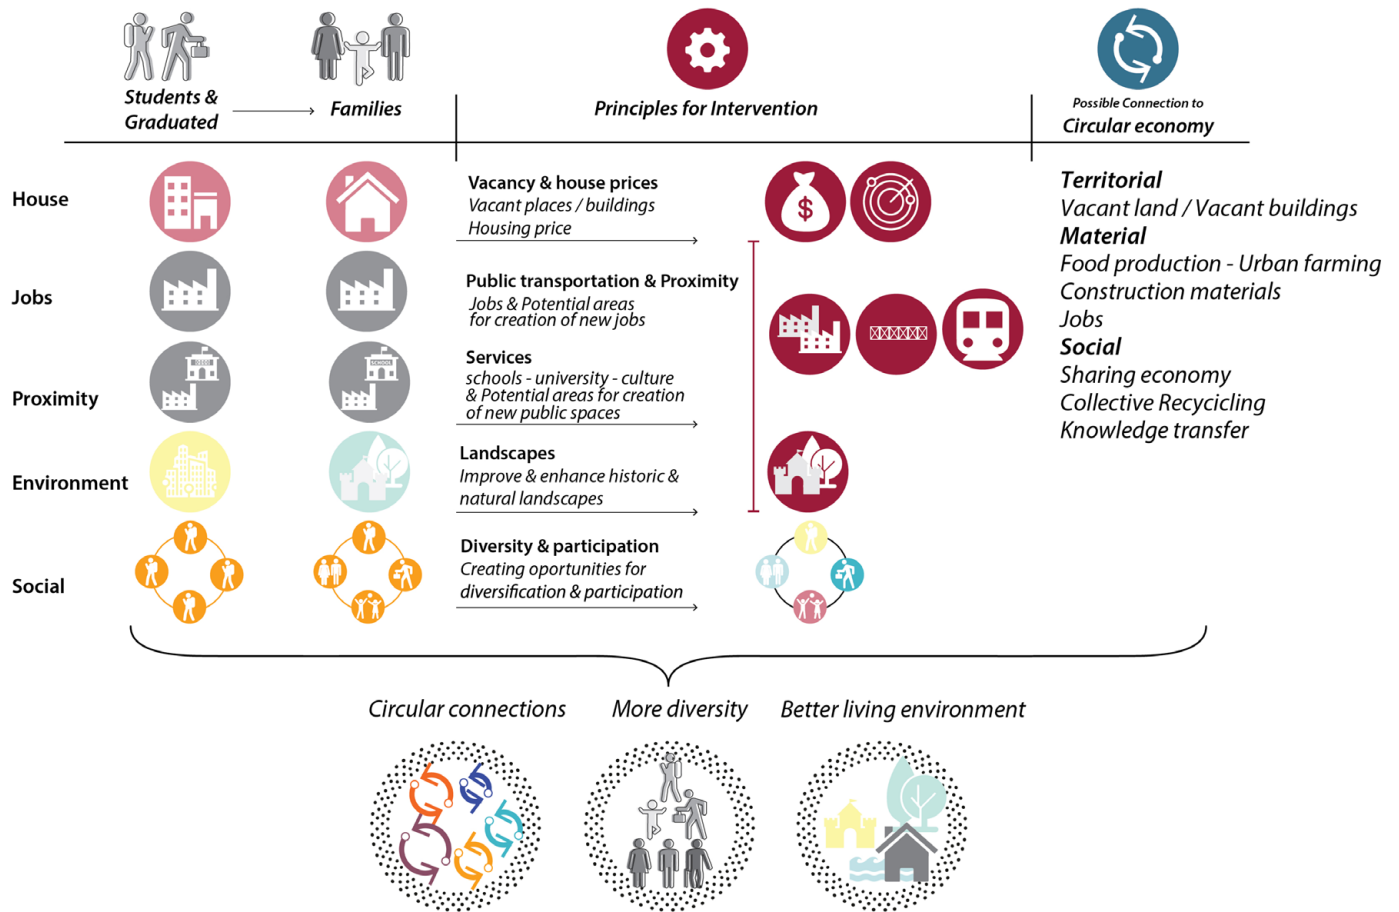 Students &
Graduated
Families
Principles for Intervention
Possible Connection to
Circular economy
House
Vacancy & house prices
Vacant places / buildings
Housing price
$
Jobs
Public transportation & Proximity
Jobs & Potential areas
for creation of new jobs
Proximity
SCHOOL
Services
schools - university - culture
& Potential areas for creation
of new public spaces
Environment
Landscapes
Improve & enhance historic &
natural landscapes
Social
Diversity & participation
Creating oportunities for
diversification & participation
Territorial
Vacant land / Vacant buildings
Material
Food production - Urban farming
Construction materials
Jobs
Social
Sharing economy
Collective Recycicling
Knowledge transfer
Circular connections
More diversity
Better living environment